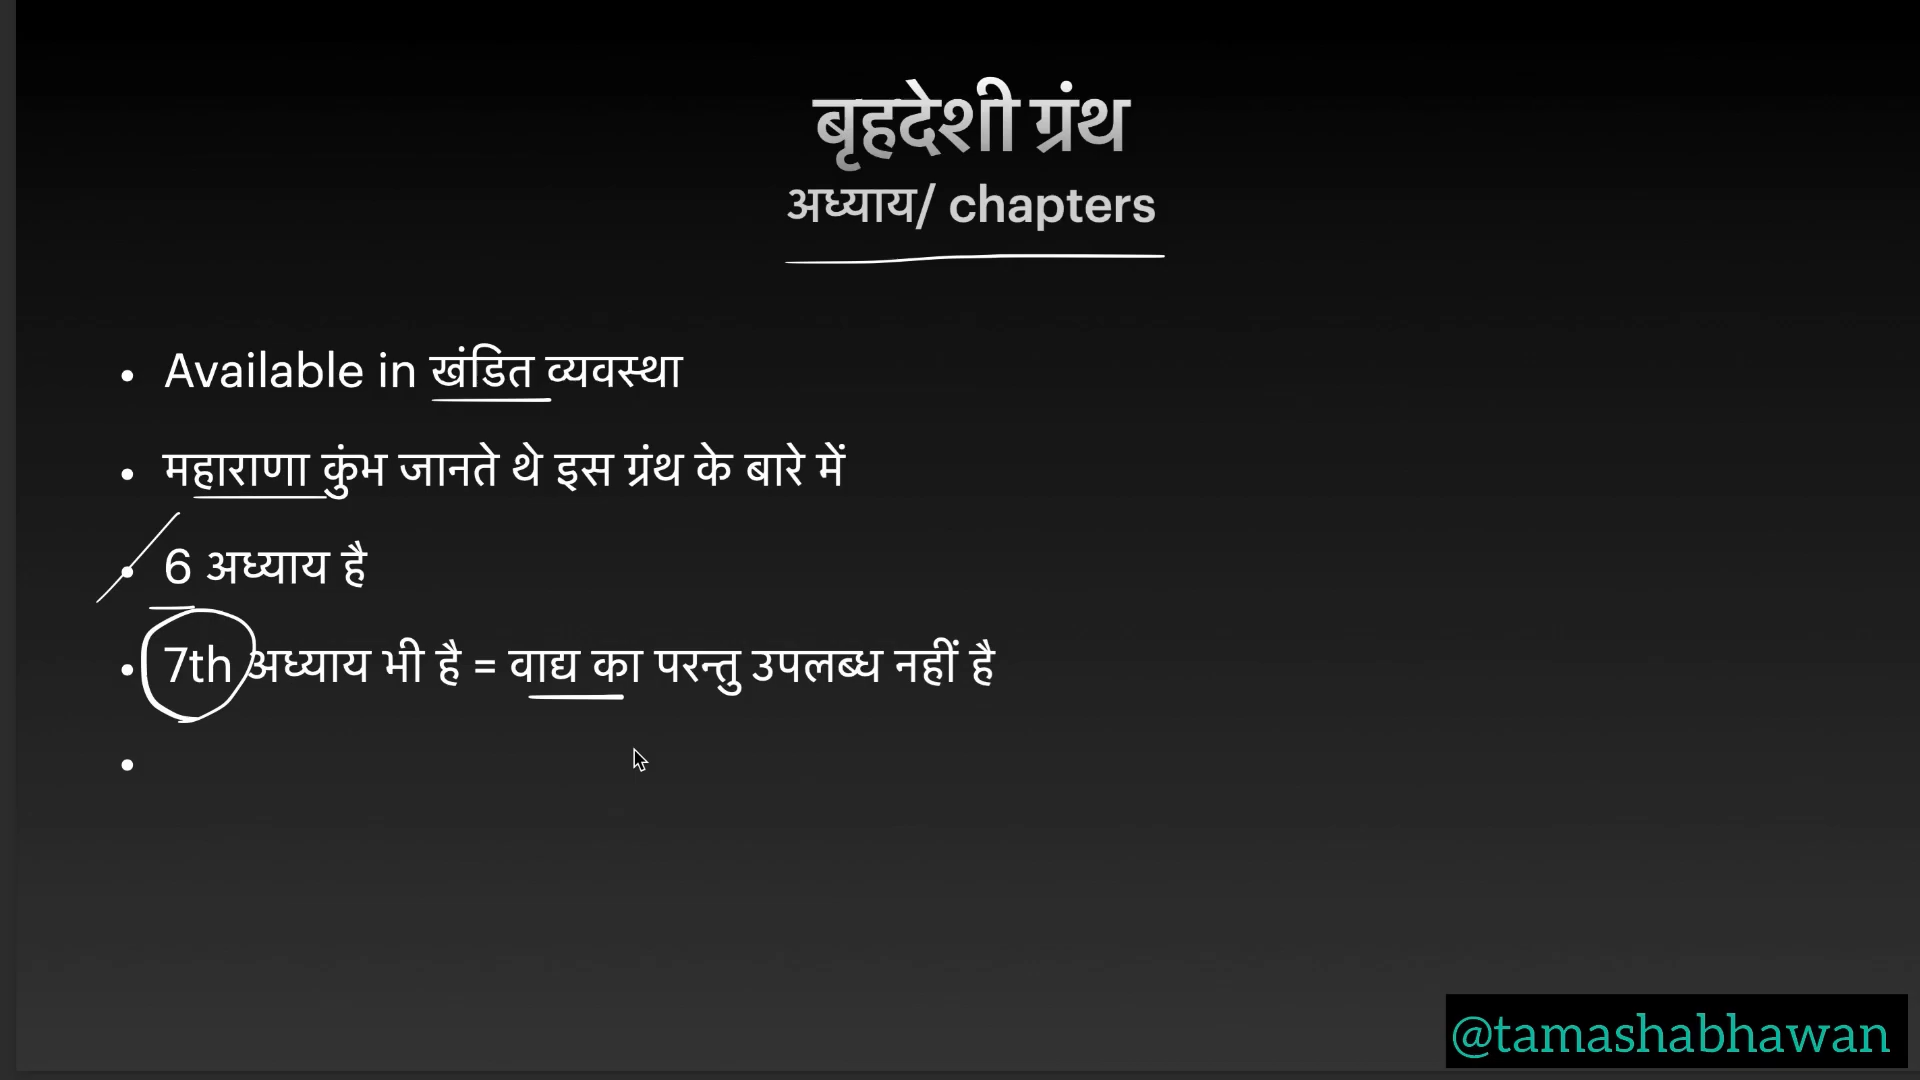 बृहदेशी ग्रंथ
अध्याय/ chapters
• Available in खंडित व्यवस्था
• महाराणा कुंभ जानते थे इस ग्रंथ के बारे में
• 6 अध्याय है
• 7th अध्याय भी है = वाद्य का परन्तु उपलब्ध नहीं है
•
@tamashabhawan